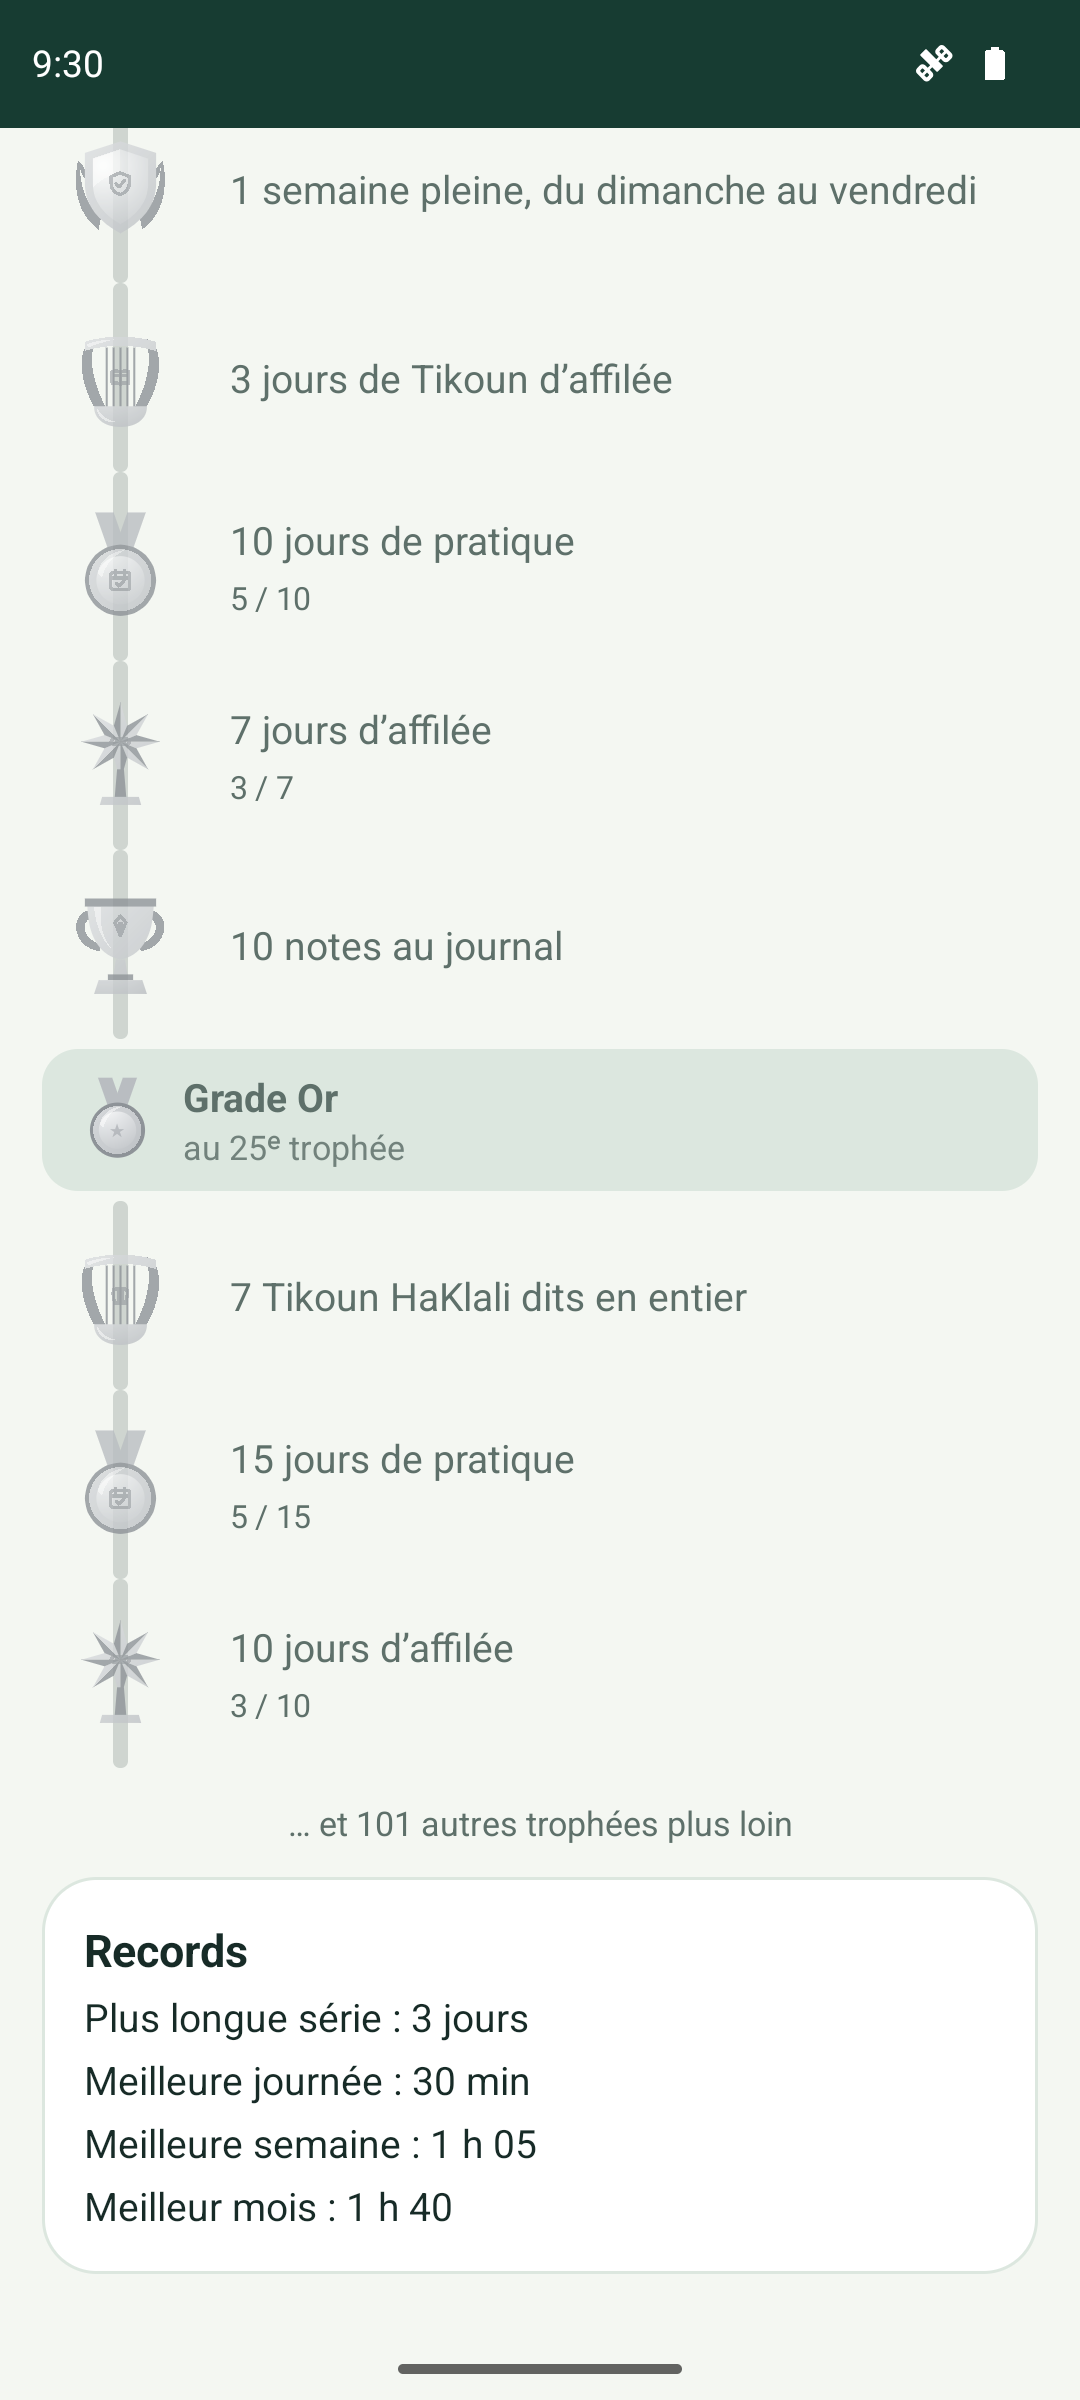 9:30
1 semaine pleine, du dimanche au vendredi
3 jours de Tikoun d’affilée
10 jours de pratique
5 / 10
7 jours d’affilée
3 / 7
10 notes au journal
Grade Or
au 25ᵉ trophée
7 Tikoun HaKlali dits en entier
15 jours de pratique
5 / 15
10 jours d’affilée
3 / 10
… et 101 autres trophées plus loin
Records
Plus longue série : 3 jours
Meilleure journée : 30 min
Meilleure semaine : 1 h 05
Meilleur mois : 1 h 40